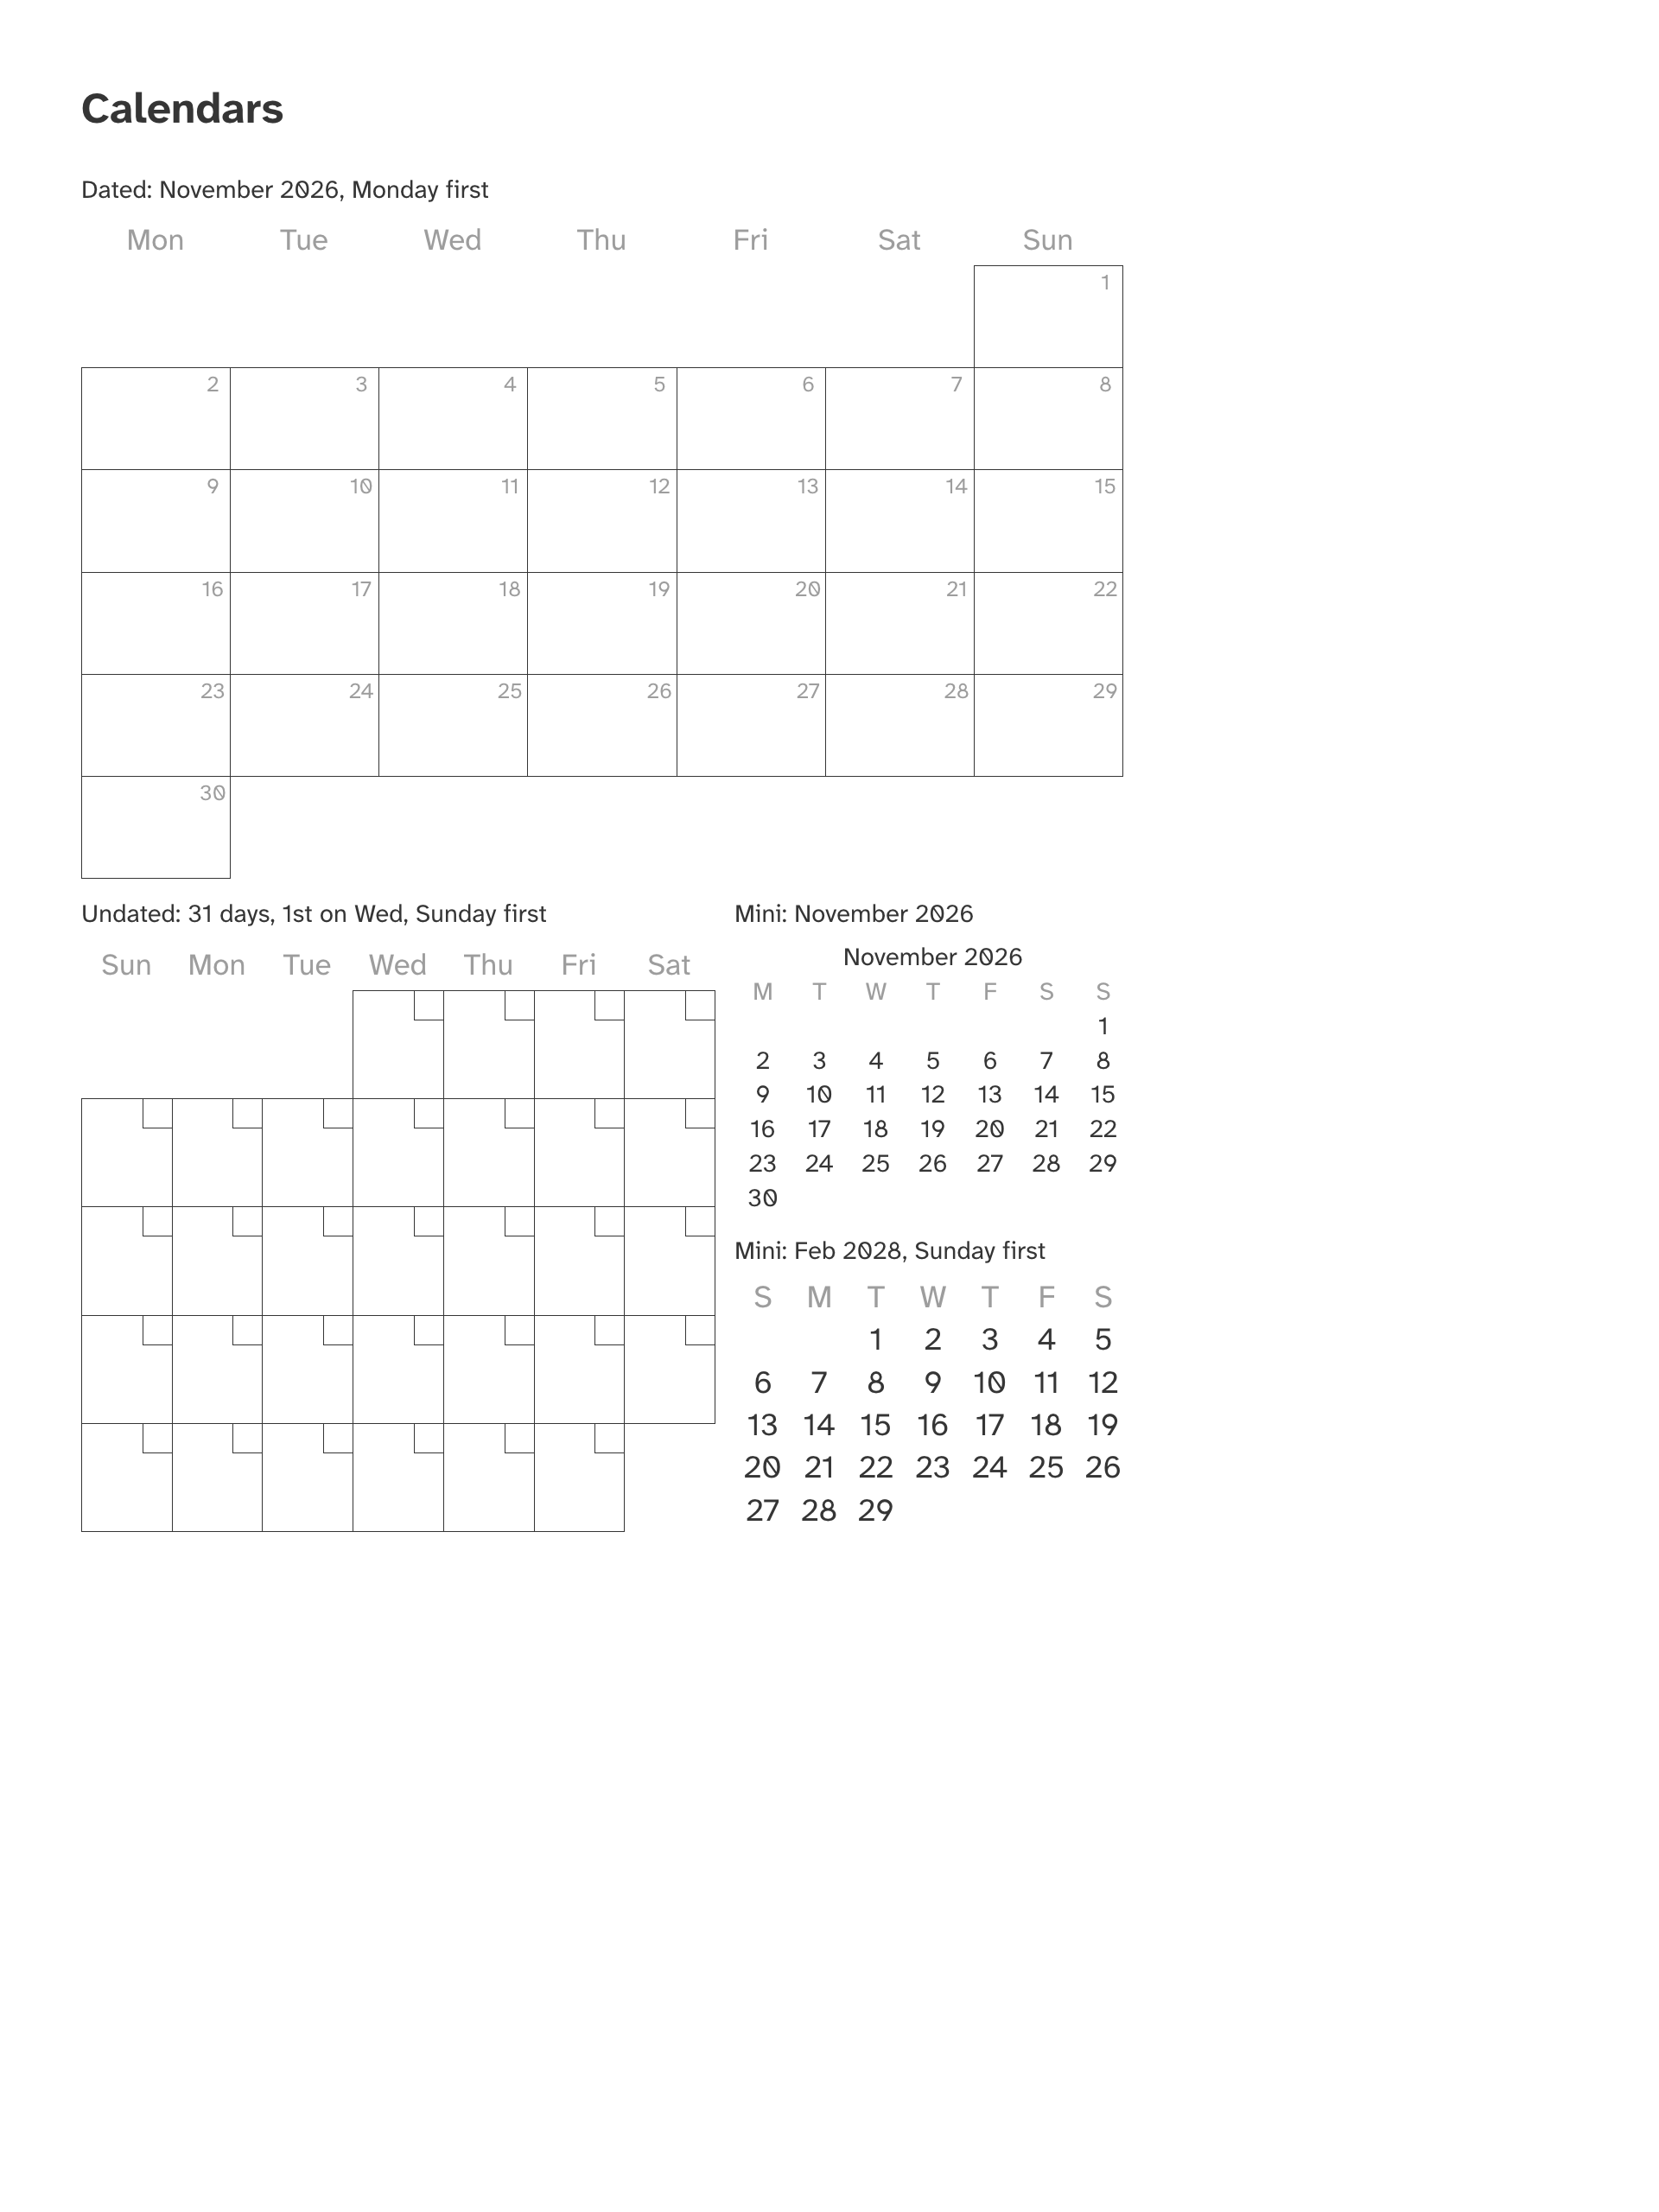 Calendars
Dated: November 2026, Monday first
Mon Tue Wed Thu Fri Sat Sun
1
2 3 4 5 6 7 8
9 10 11 12 13 14 15
16 17 18 19 20 21 22
23 24 25 26 27 28 29
30
Undated: 31 days, 1st on Wed, Sunday first
Sun Mon Tue Wed Thu Fri Sat
Mini: November 2026
November 2026
M T W T F S S
1
2 3 4 5 6 7 8
9 10 11 12 13 14 15
16 17 18 19 20 21 22
23 24 25 26 27 28 29
30
Mini: Feb 2028, Sunday first
S M T W T F S
1 2 3 4 5
6 7 8 9 10 11 12
13 14 15 16 17 18 19
20 21 22 23 24 25 26
27 28 29